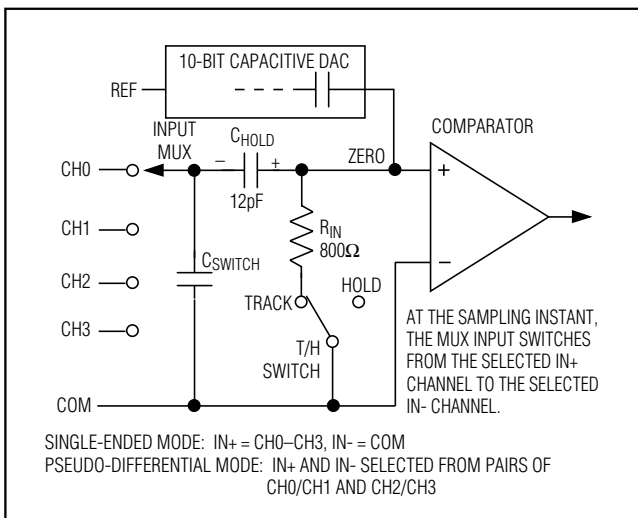 10-BIT CAPACITIVE DAC
REF
INPUT
MUX
CHOLD
COMPARATOR
–
+
ZERO
+
CH0
12pF
RIN
800Ω
CH1
CSWITCH
HOLD
–
CH2
TRACK
CH3
T/H
SWITCH
AT THE SAMPLING INSTANT,
THE MUX INPUT SWITCHES
FROM THE SELECTED IN+
CHANNEL TO THE SELECTED
IN- CHANNEL.
COM
SINGLE-ENDED MODE: IN+ = CH0–CH3, IN- = COM
PSEUDO-DIFFERENTIAL MODE: IN+ AND IN- SELECTED FROM PAIRS OF
CH0/CH1 AND CH2/CH3